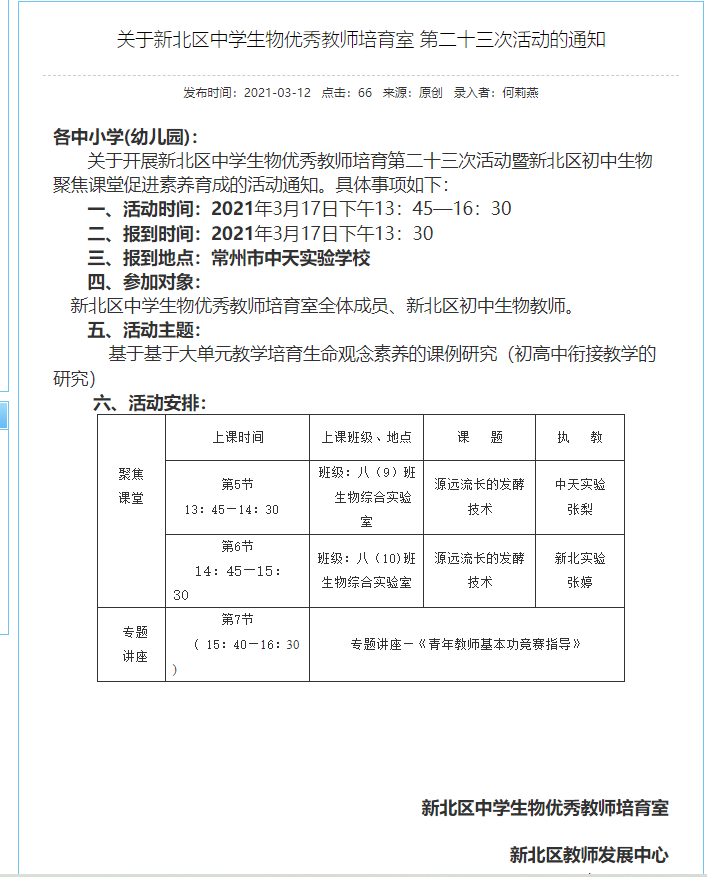 关于新北区中学生物优秀教师培育室 第二十三次活动的通知
发布时间：2021-03-12 点击：66 来源：原创 录入者：何莉燕
各中小学(幼儿园)：
关于开展新北区中学生物优秀教师培育第二十三次活动暨新北区初中生物
聚焦课堂促进素养育成的活动通知。具体事项如下：
一、活动时间：2021年3月17日下午13：45—16：30
二、报到时间：2021年3月17日下午13：30
三、报到地点：常州市中天实验学校
四、参加对象：
新北区中学生物优秀教师培育室全体成员、新北区初中生物教师。
五、活动主题：
基于基于大单元教学培育生命观念素养的课例研究（初高中衔接教学的
研究）
六、活动安排：
聚焦
课堂
上课时间
上课班级、地点
课 题
执 教
第5节
13：45－14：30
班级：八（9）班
生物综合实验
室
源远流长的发酵
技术
中天实验
张梨
第6节
14：45－15：
30
班级：八（10)班
生物综合实验室
源远流长的发酵
技术
新北实验
张婷
专题
讲座
第7节
（ 15：40－16：30
）
专题讲座－《青年教师基本功竞赛指导》
新北区中学生物优秀教师培育室
新北区教师发展中心